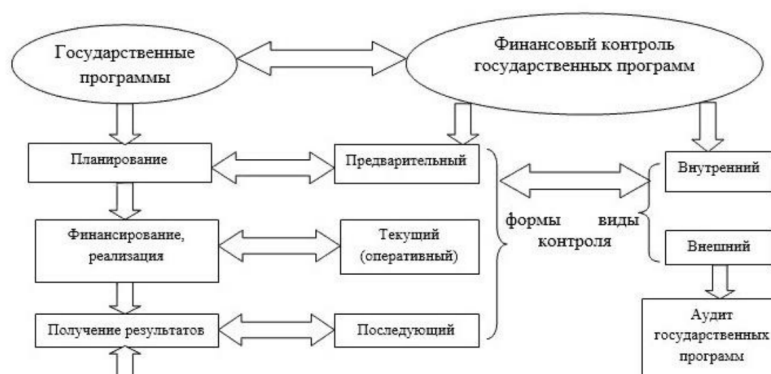 Государственные
программы
Финансовый контроль
государственных программ
Планирование
Предварительный
Внутренний
формы виды
контроля
Финансирование,
реализация
Текущий
(оперативный)
Внешний
Получение результатов
Последующий
Аудит
государственных
программ